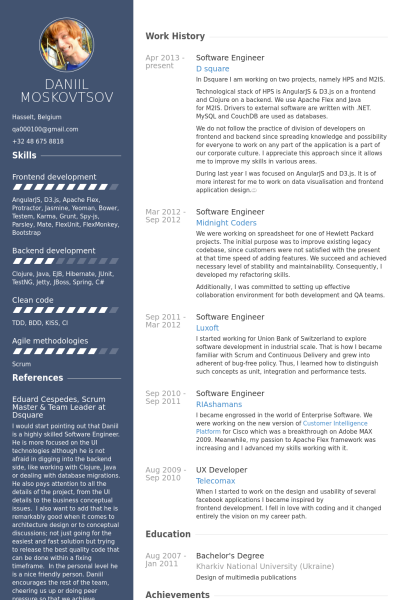 DANIIL
MOSKOVTSOV
Hasselt, Belgium
qa000100@gmail.com
+32 48 675 8818
Skills
Frontend development
AngularJS, D3.js, Apache Flex,
Protractor, Jasmine, Yeoman, Bower,
Testem, Karma, Grunt, Spy-js,
Parsley, Mate, FlexUnit, FlexMonkey,
Bootstrap
Backend development
Clojure, Java, EJB, Hibernate, JUnit,
TestNG, Jetty, JBoss, Spring, C#
Clean code
TDD, BDD, KISS, CI
Agile methodologies
Scrum
References
Eduard Cespedes, Scrum
Master & Team Leader at
Dsquare
I would start pointing out that Daniil
is a highly skilled Software Engineer.
He is more focused on the UI
technologies although he is not
afraid in digging into the backend
side, like working with Clojure, Java
or dealing with database migrations.
He also pays attention to all the
details of the project, from the UI
details to the business conceptual
issues. I also want to add that he is
remarkably good when it comes to
architecture design or to conceptual
discussions; not just going for the
easiest and fast solution but trying
to release the best quality code that
can be done within a fixing
timeframe. In the personal level he
is a nice friendly person. Daniil
encourages the rest of the team,
cheering us up or doing peer
pressure so that we achieve
Work History
Apr 2013 -
present
Software Engineer
D square
In Dsquare I am working on two projects, namely HPS and M2IS.
Technological stack of HPS is AngularJS & D3.js on a frontend
and Clojure on a backend. We use Apache Flex and Java
for M2IS. Drivers to external software are written with .NET.
MySQL and CouchDB are used as databases.
We do not follow the practice of division of developers on
frontend and backend since spreading knowledge and possibility
for everyone to work on any part of the application is a part of
our corporate culture. I appreciate this approach since it allows
me to improve my skills in various areas.
During last year I was focused on AngularJS and D3.js. It is of
more interest for me to work on data visualisation and frontend
application design.
Mar 2012 -
Sep 2012
Software Engineer
Midnight Coders
We were working on spreadsheet for one of Hewlett Packard
projects. The initial purpose was to improve existing legacy
codebase, since customers were not satisfied with the present
at that time speed of adding features. We succeed and achieved
necessary level of stability and maintainability. Consequently, I
developed my refactoring skills.
Additionally, I was committed to setting up effective
collaboration environment for both development and QA teams.
Sep 2011 -
Mar 2012
Software Engineer
Luxoft
I started working for Union Bank of Switzerland to explore
software development in industrial scale. That is how I became
familiar with Scrum and Continuous Delivery and grew into
adherent of bug-free policy. Thus, I learned how to distinguish
such concepts as unit, integration and performance tests.
Sep 2010 -
Sep 2011
Software Engineer
RIAshamans
I became engrossed in the world of Enterprise Software. We
were working on the new version of Customer Intelligence
Platform for Cisco which was a breakthrough on Adobe MAX
2009. Meanwhile, my passion to Apache Flex framework was
increasing and I advanced my skills working with it.
Aug 2009 -
Sep 2010
UX Developer
Telecomax
When I started to work on the design and usability of several
facebook applications I became inspired by
frontend development. I fell in love with coding and it changed
entirely the vision on my career path.
Education
Aug 2007 -
Jan 2011
Bachelor's Degree
Kharkiv National University (Ukraine)
Design of multimedia publications
Achievements